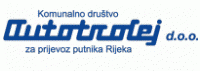 Komunalno društvo
Autotrolej d.o.o.
za prijevoz putnika Rijeka